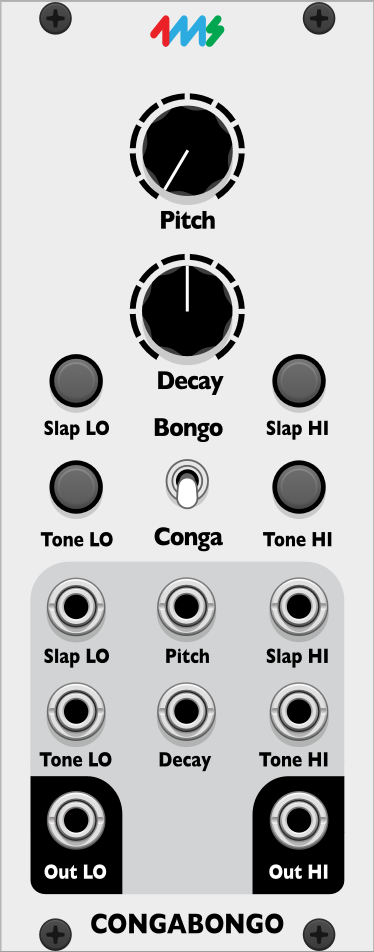 4ms
Pitch
Decay
Slap LO
Bongo
Slap HI
Tone LO
Conga
Tone HI
Slap LO
Pitch
Slap HI
Tone LO
Decay
Tone HI
Out LO
Out HI
CONGABONGO